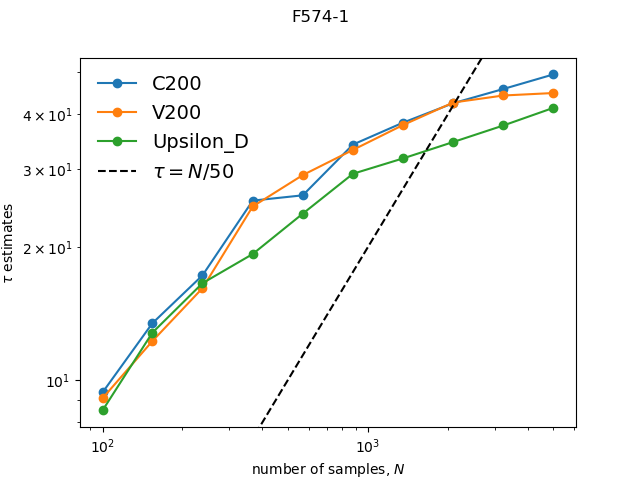 F574-1
C200
V200
Upsilon_D
τ = N/50
4 × 10¹
3 × 10¹
2 × 10¹
10¹
τ estimates
10²
10³
number of samples, N